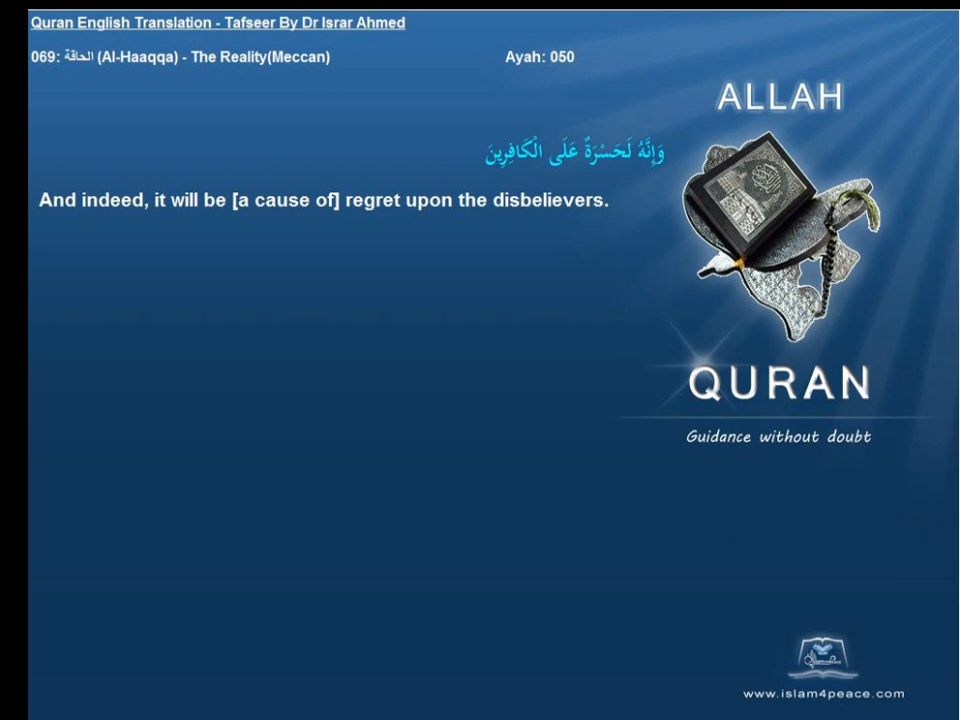 Quran English Translation - Tafseer By Dr Israr Ahmed
069: الحاقة (Al-Haaqqa) - The Reality(Meccan) Ayah: 050
ALLAH
وَإِنَّهُ لَحَسْرَةٌ عَلَى الْكَافِرِينَ
And indeed, it will be [a cause of] regret upon the disbelievers.
QURAN
Guidance without doubt
www.islam4peace.com